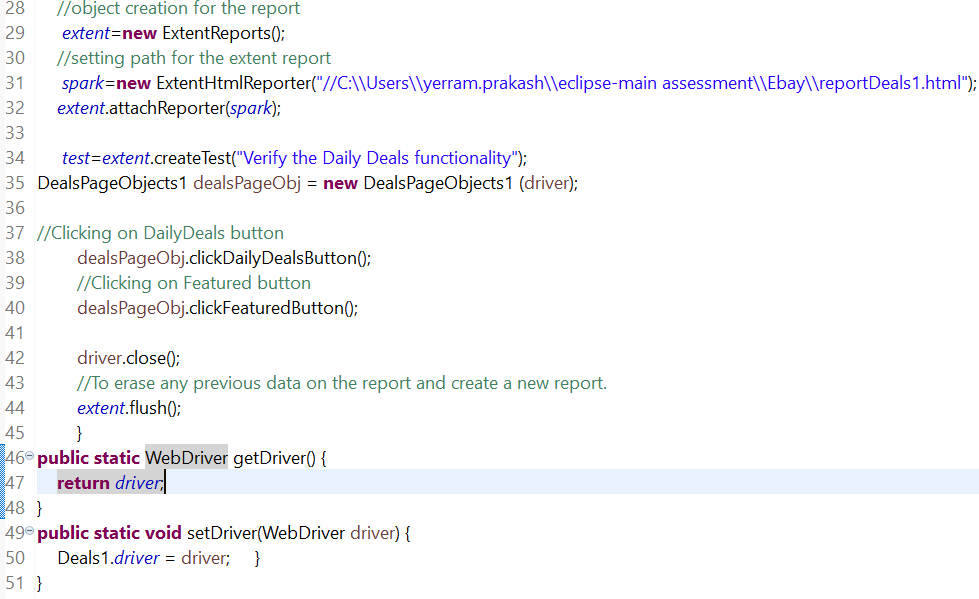 28 //object creation for the report
29 extent=new ExtentReports();
30 //setting path for the extent report
31 spark=new ExtentHtmlReporter("//C:\\Users\\yerram.prakash\\eclipse-main assessment\\Ebay\\reportDeals1.html");
32 extent.attachReporter(spark);
33
34 test=extent.createTest("Verify the Daily Deals functionality");
35 DealsPageObjects1 dealsPageObj = new DealsPageObjects1 (driver);
36
37 //Clicking on DailyDeals button
38 dealsPageObj.clickDailyDealsButton();
39 //Clicking on Featured button
40 dealsPageObj.clickFeaturedButton();
41
42 driver.close();
43 //To erase any previous data on the report and create a new report.
44 extent.flush();
45 }
46 public static WebDriver getDriver() {
47 return driver;
48 }
49 public static void setDriver(WebDriver driver) {
50 Deals1.driver = driver; }
51 }